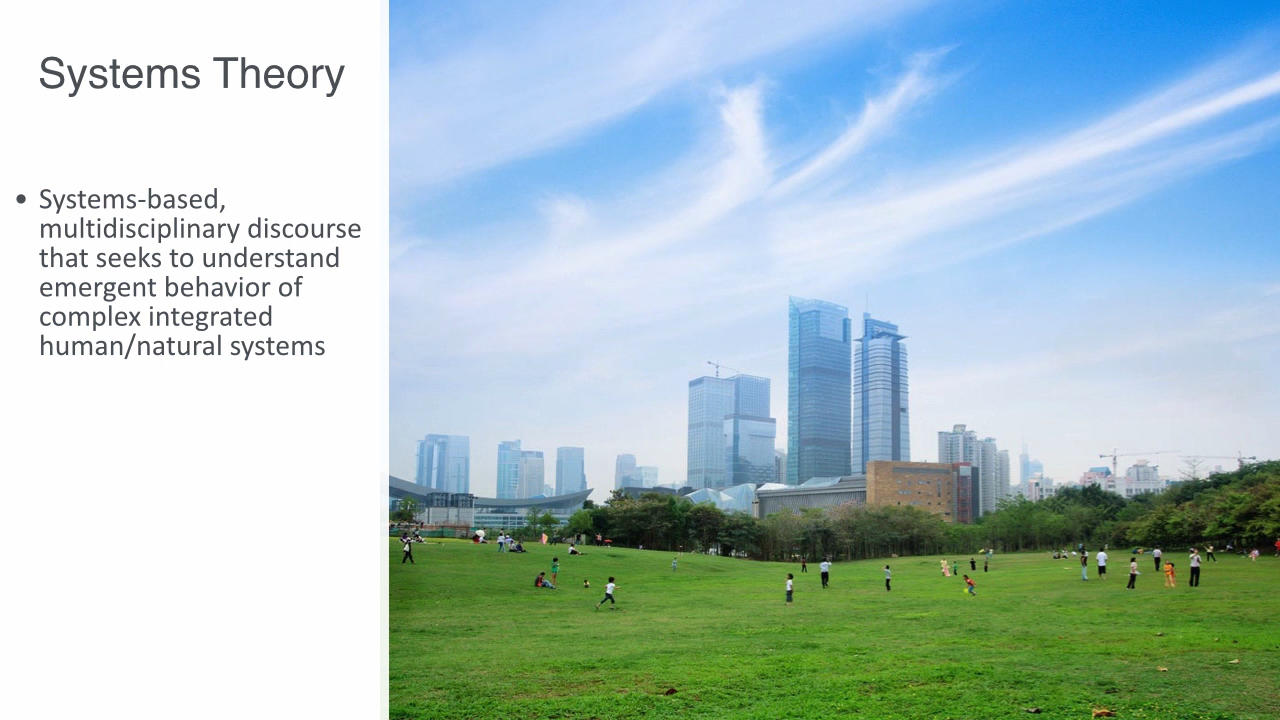 Systems Theory
• Systems-based,
multidisciplinary discourse
that seeks to understand
emergent behavior of
complex integrated
human/natural systems